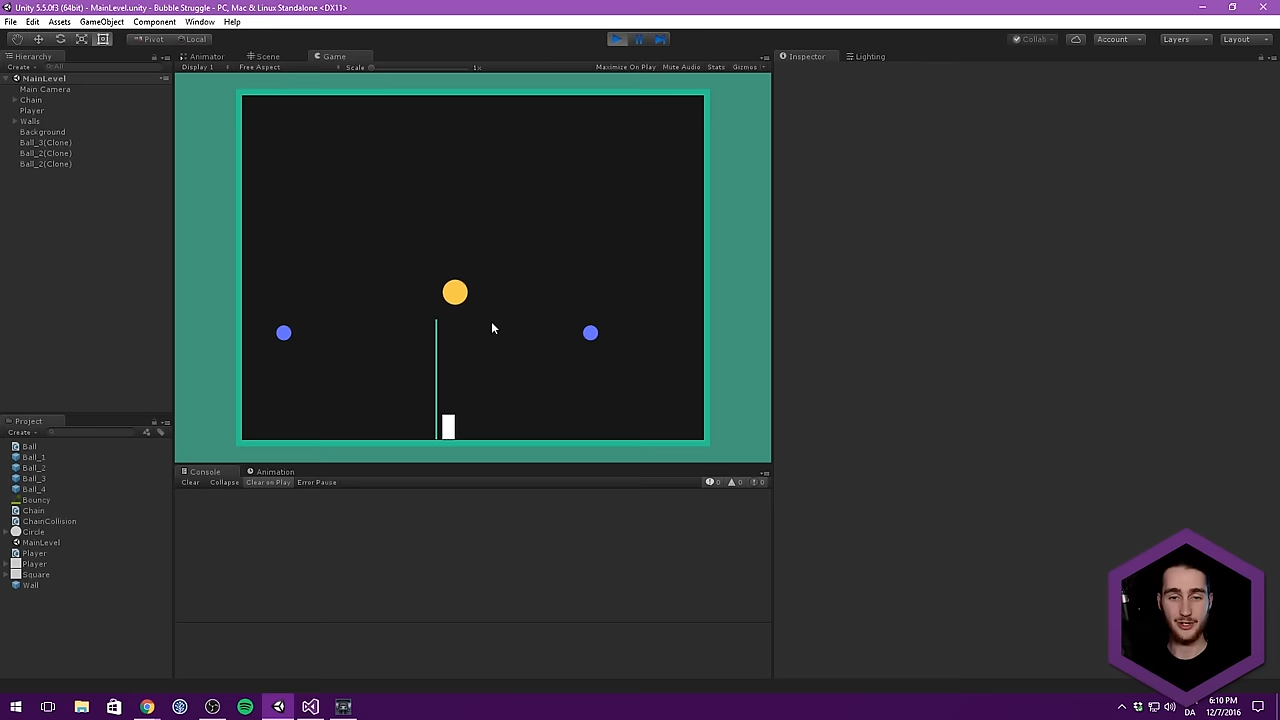 Unity 5.5.0f3 (64bit) - MainLevel.unity - Bubble Struggle - PC, Mac & Linux Standalone <DX11>
File Edit Assets GameObject Component Window Help
Pivot Local Collab Account Layers Layout
Hierarchy
Create All
MainLevel
Main Camera
Chain
Player
Walls
Background
Ball_3(Clone)
Ball_2(Clone)
Ball_2(Clone)
Animator Scene Game
Display 1 Free Aspect Scale 1x Maximize On Play Mute Audio Stats Gizmos
Inspector Lighting
Project
Create
Ball
Ball_1
Ball_2
Ball_3
Ball_4
Bouncy
Chain
ChainCollision
Circle
MainLevel
Player
Player
Square
Wall
Console Animation
Clear Collapse Clear on Play Error Pause 0 0 0
6:10 PM
DA
12/7/2016